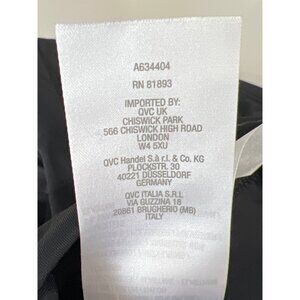 A634404
RN 81893
IMPORTED BY:
QVC UK
CHISWICK PARK
566 CHISWICK HIGH ROAD
LONDON
W4 5XU
QVC Handel S.à r.l. & Co. KG
PLOCKSTR. 30
40221 DÜSSELDORF
GERMANY
QVC ITALIA S.R.L
VIA GUZZINA 18
20861 BRUGHERIO (MB)
ITALY